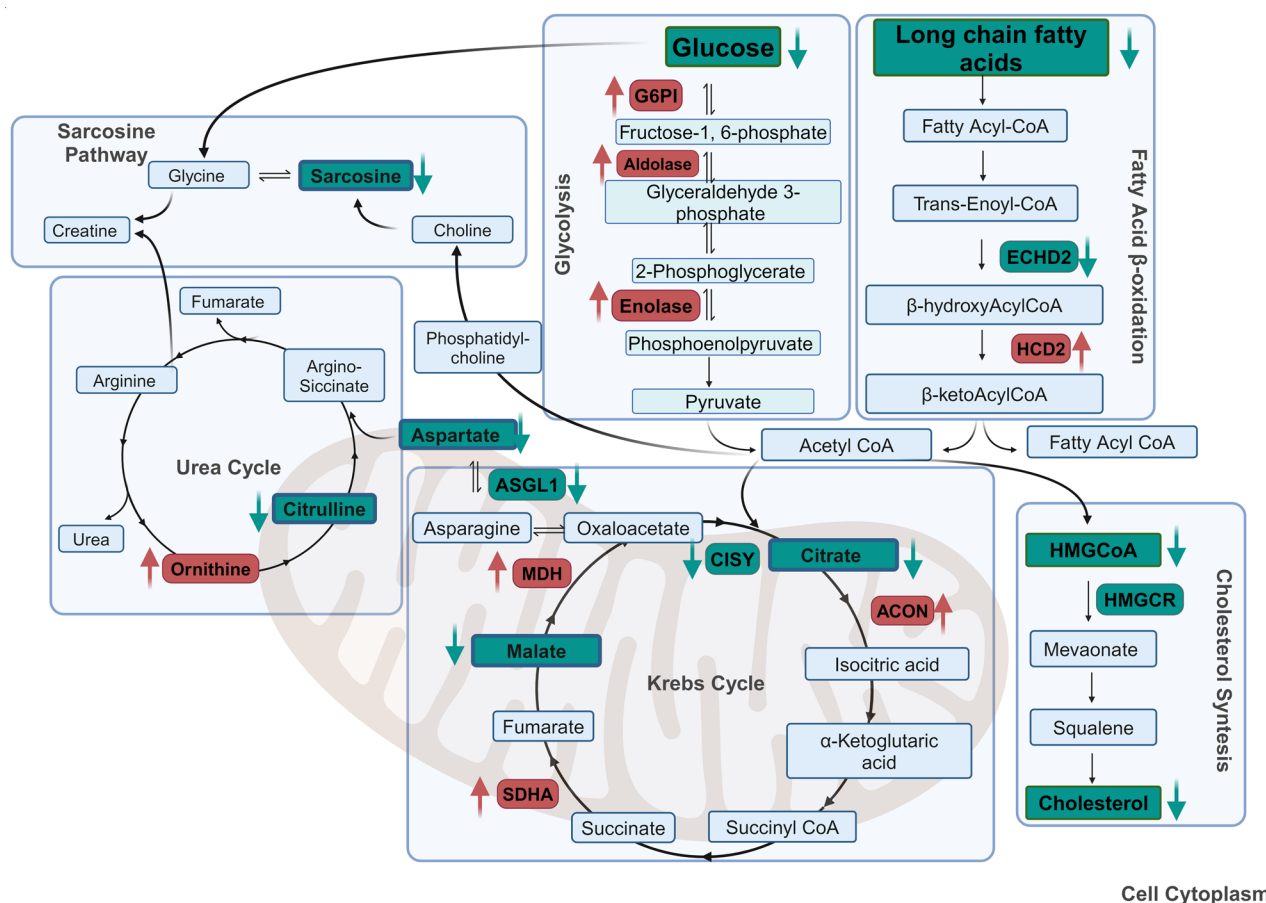 Glucose
G6PI
Fructose-1, 6-phosphate
Aldolase
Glyceraldehyde 3-
phosphate
2-Phosphoglycerate
Enolase
Phosphoenolpyruvate
Pyruvate
Glycolysis
Long chain fatty
acids
Fatty Acyl-CoA
Trans-Enoyl-CoA
ECHD2
β-hydroxyAcylCoA
HCD2
β-ketoAcylCoA
Fatty Acid β-oxidation
Sarcosine
Pathway
Glycine
Sarcosine
Creatine
Choline
Phosphatidyl-
choline
Fumarate
Arginine
Argino-
Siccinate
Urea Cycle
Citrulline
Urea
Ornithine
Aspartate
ASGL1
Asparagine
Acetyl CoA
Fatty Acyl CoA
Oxaloacetate
CISY
Citrate
MDH
ACON
Malate
Isocitric acid
Krebs Cycle
Fumarate
α-Ketoglutaric
acid
SDHA
Succinate
Succinyl CoA
HMGCoA
HMGCR
Mevaonate
Squalene
Cholesterol
Cholesterol Syntesis
Cell Cytoplasm